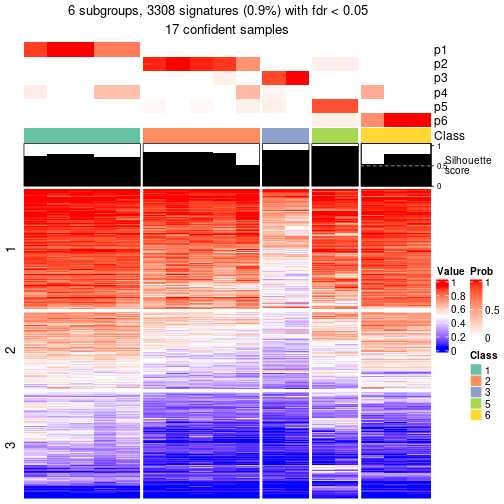 6 subgroups, 3308 signatures (0.9%) with fdr < 0.05
17 confident samples
p1
p2
p3
p4
p5
p6
Class
1
0.5
0
Silhouette
score
1
2
3
Value
1
0.8
0.6
0.4
0.2
0
Prob
1
0.5
0
Class
1
2
3
5
6